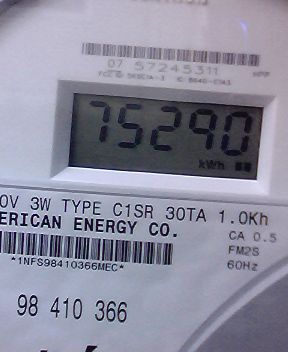 07 57245311
75290
kWh
0V 3W TYPE C1SR 30TA 1.0Kh
ERICAN ENERGY CO.
CA 0.5
FM2S
*1NFS98410366MEC*
60Hz
98 410 366